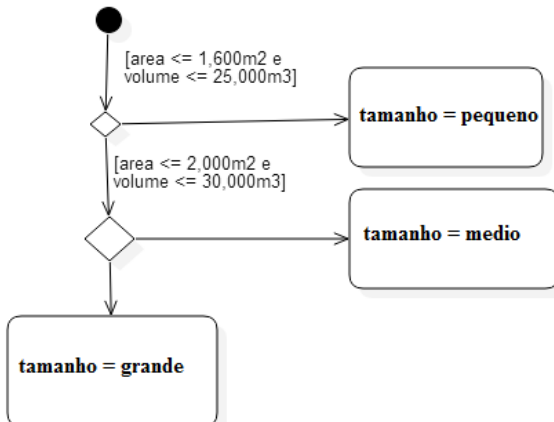 [area <= 1,600m2 e
volume <= 25,000m3]
tamanho = pequeno
[area <= 2,000m2 e
volume <= 30,000m3]
tamanho = medio
tamanho = grande